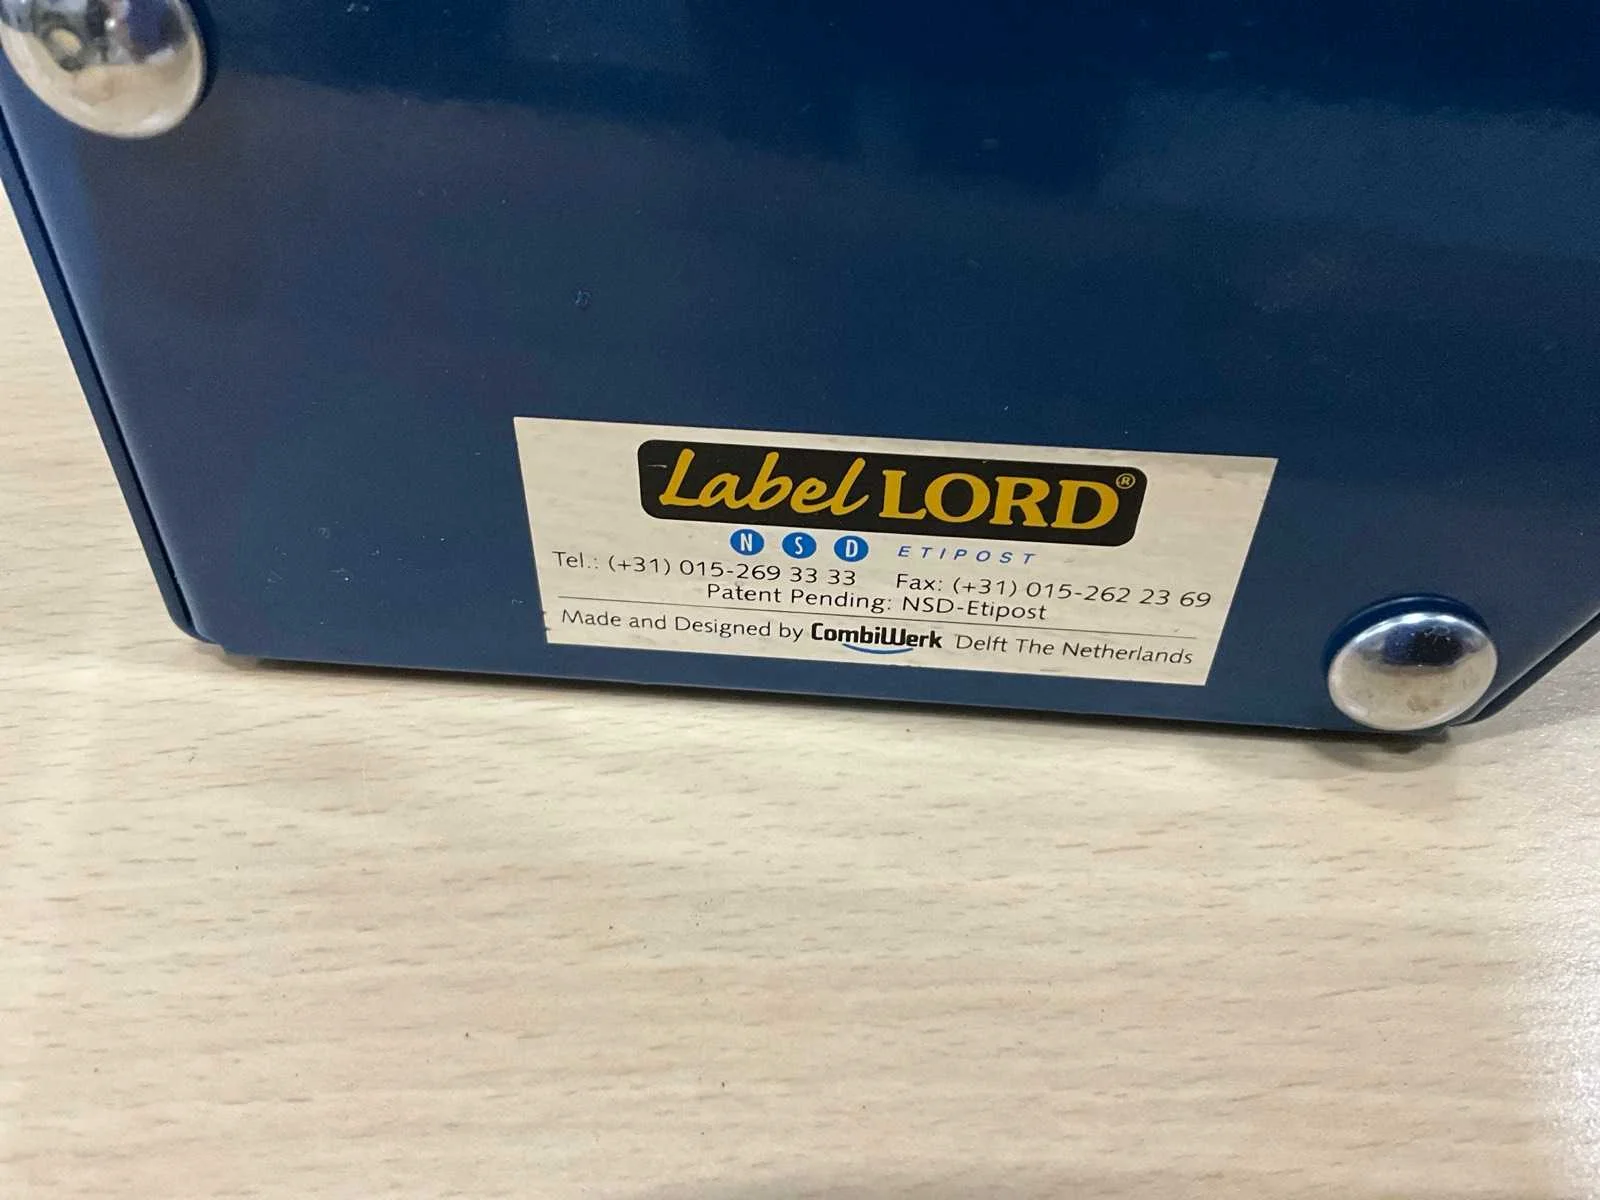 Label LORD®
N S D ETIPOST
Tel.: (+31) 015-269 33 33 Fax: (+31) 015-262 23 69
Patent Pending: NSD-Etipost
Made and Designed by CombiWerk Delft The Netherlands